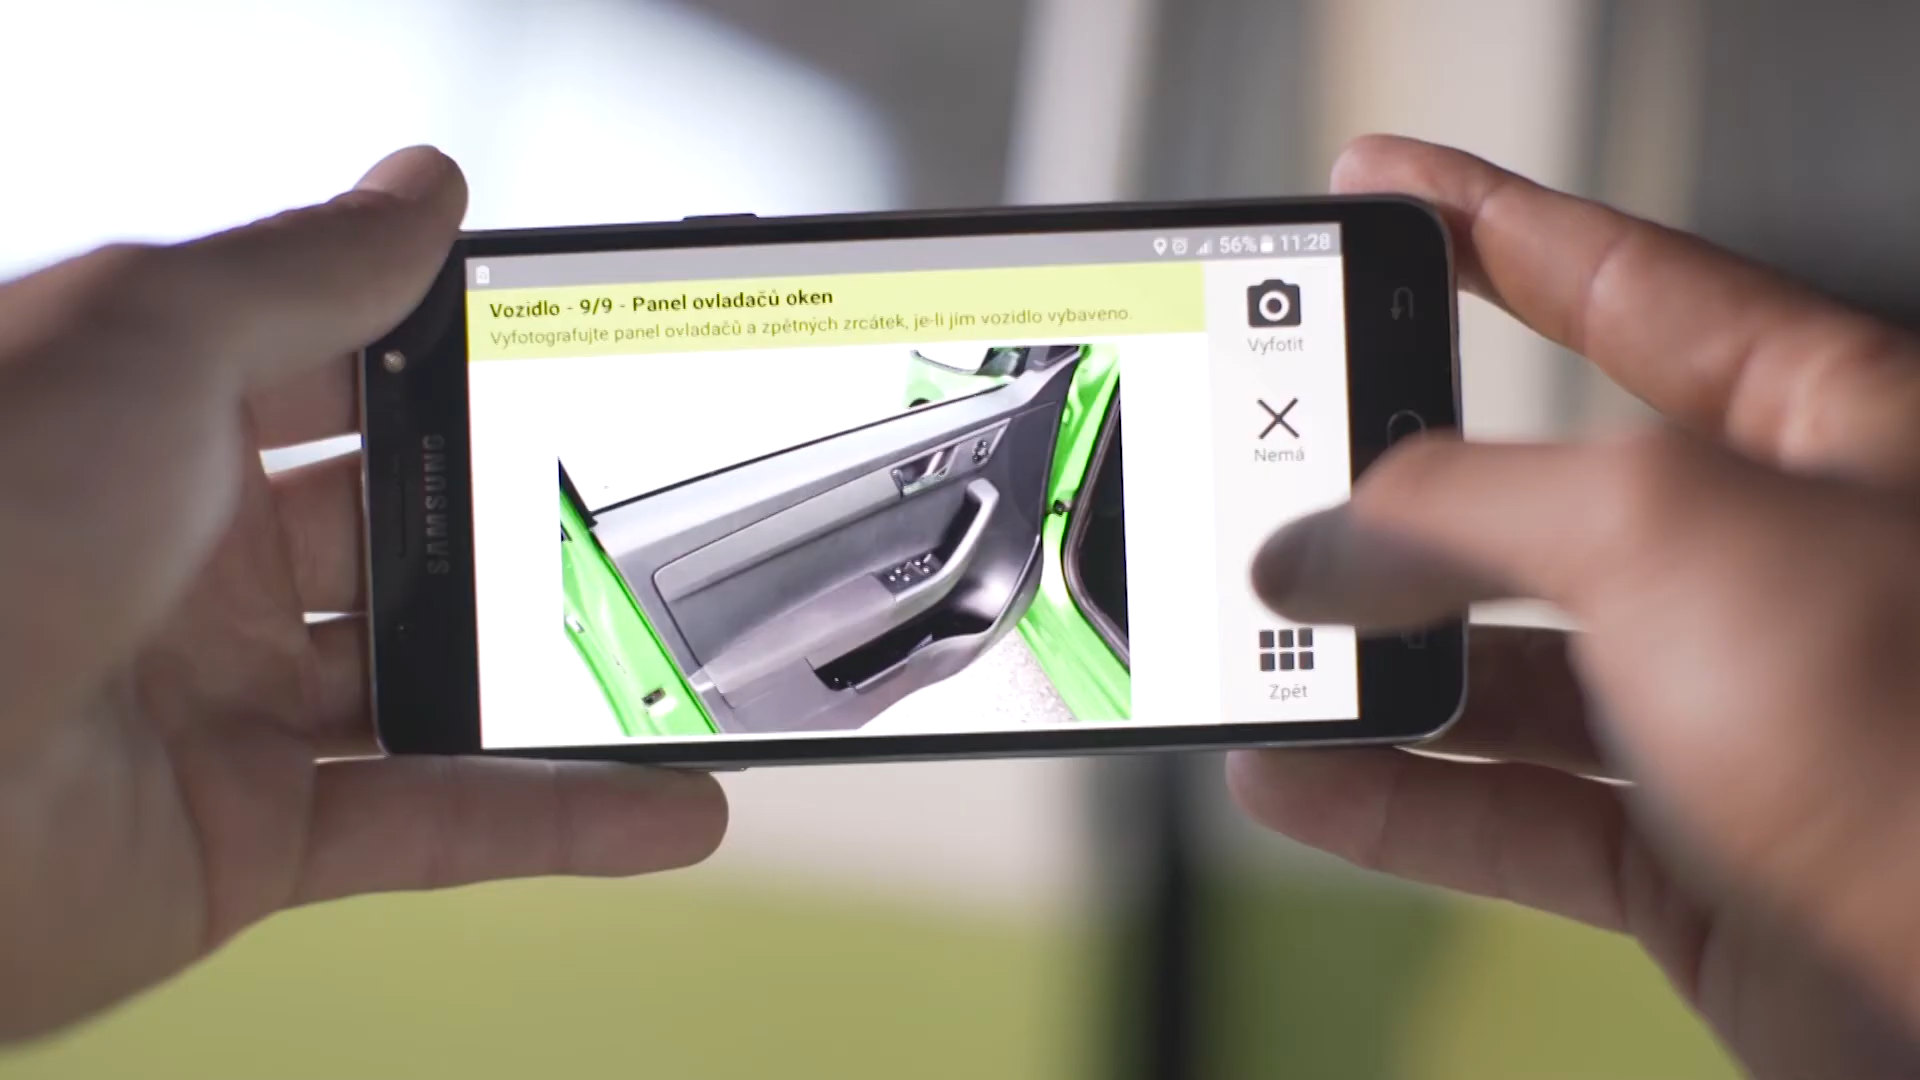 56% 11:28
Vozidlo - 9/9 - Panel ovladačů oken
Vyfotografujte panel ovladačů a zpětných zrcátek, je-li jím vozidlo vybaveno.
Vyfotit
Nemá
Zpět
SAMSUNG